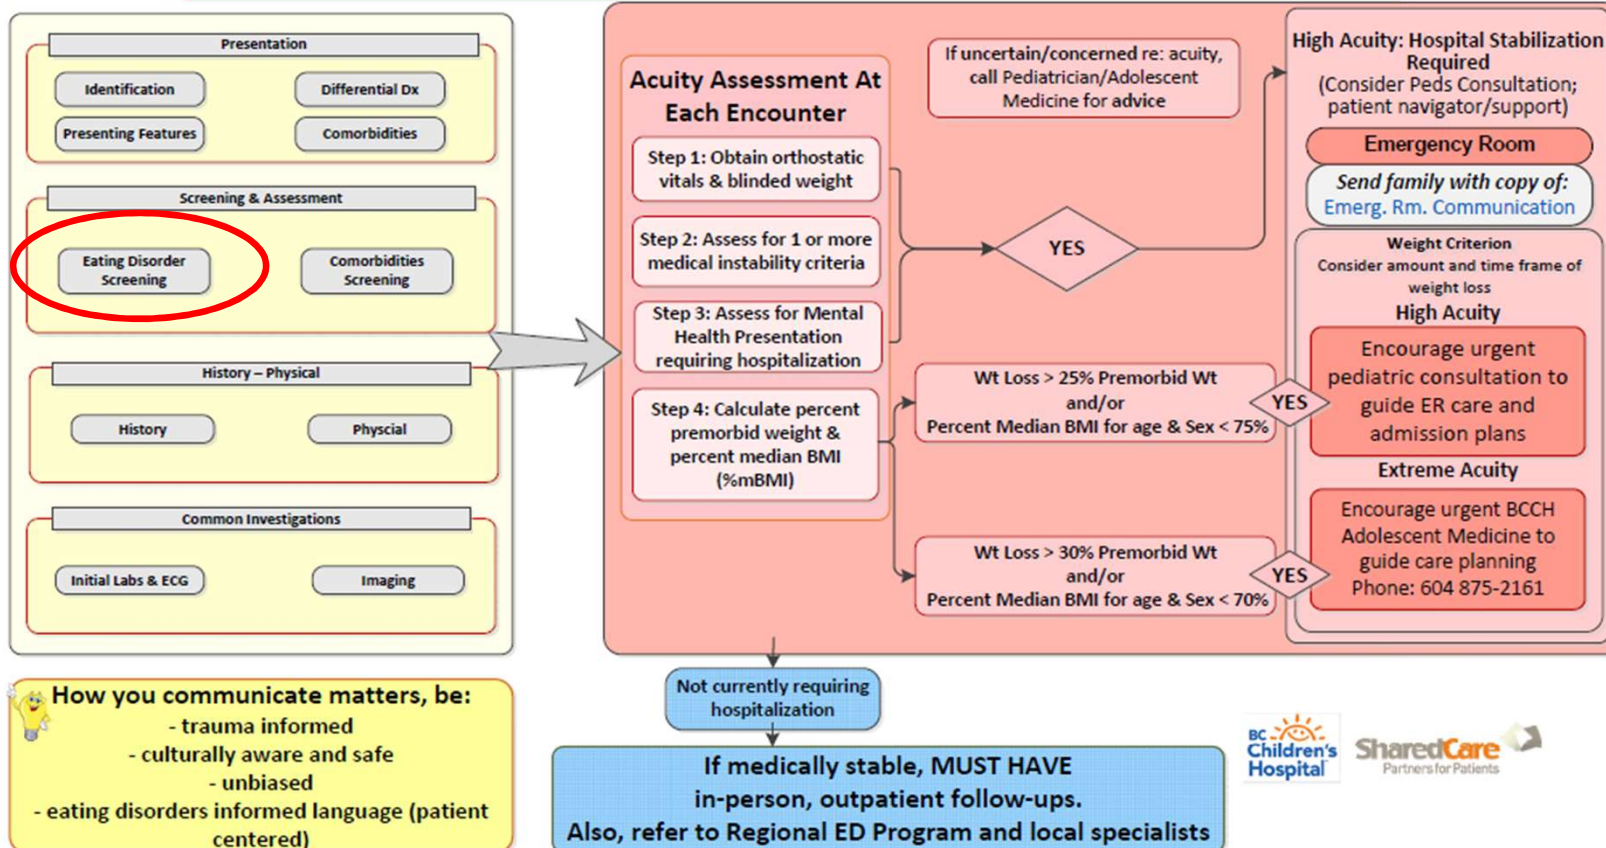 Presentation
Identification
Differential Dx
Presenting Features
Comorbidities
Screening & Assessment
Eating Disorder
Screening
Comorbidities
Screening
History – Physical
History
Physcial
Common Investigations
Initial Labs & ECG
Imaging
How you communicate matters, be:
- trauma informed
- culturally aware and safe
- unbiased
- eating disorders informed language (patient
centered)
Acuity Assessment At
Each Encounter
Step 1: Obtain orthostatic
vitals & blinded weight
Step 2: Assess for 1 or more
medical instability criteria
Step 3: Assess for Mental
Health Presentation
requiring hospitalization
Step 4: Calculate percent
premorbid weight &
percent median BMI
(%mBMI)
If uncertain/concerned re: acuity,
call Pediatrician/Adolescent
Medicine for advice
YES
Wt Loss > 25% Premorbid Wt
and/or
Percent Median BMI for age & Sex < 75%
YES
Wt Loss > 30% Premorbid Wt
and/or
Percent Median BMI for age & Sex < 70%
YES
High Acuity: Hospital Stabilization
Required
(Consider Peds Consultation;
patient navigator/support)
Emergency Room
Send family with copy of:
Emerg. Rm. Communication
Weight Criterion
Consider amount and time frame of
weight loss
High Acuity
Encourage urgent
pediatric consultation to
guide ER care and
admission plans
Extreme Acuity
Encourage urgent BCCH
Adolescent Medicine to
guide care planning
Phone: 604 875-2161
Not currently requiring
hospitalization
If medically stable, MUST HAVE
in-person, outpatient follow-ups.
Also, refer to Regional ED Program and local specialists
BC
Children's
Hospital
SharedCare
Partners for Patients